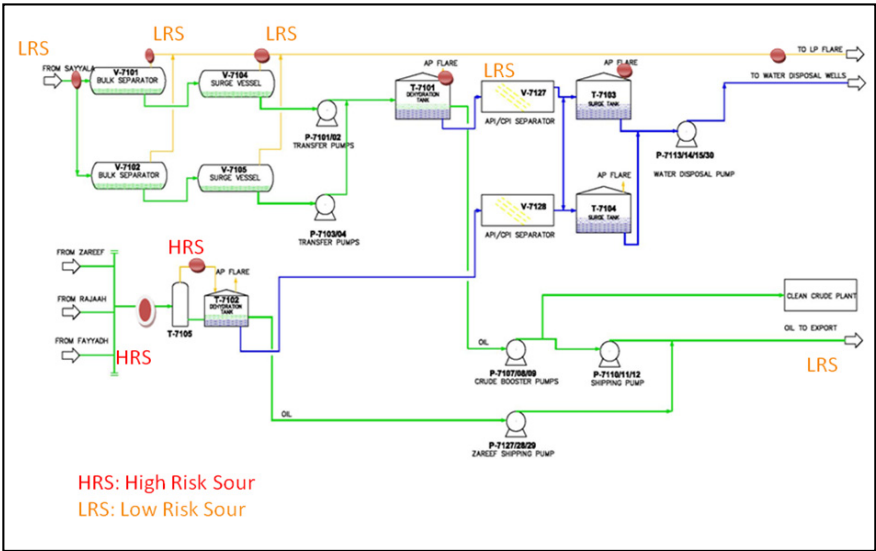 LRS
LRS
LRS
TO LP FLARE
FROM SAYYALA
V-7101
BULK SEPARATOR
V-7104
SURGE VESSEL
AP FLARE
T-7101
DEHYDRATION
TANK
LRS
V-7127
API/CPI SEPARATOR
AP FLARE
T-7103
SURGE TANK
TO WATER DISPOSAL WELLS
P-7101/02
TRANSFER PUMPS
P-7113/14/15/30
WATER DISPOSAL PUMP
V-7102
BULK SEPARATOR
V-7105
SURGE VESSEL
AP FLARE
V-7128
API/CPI SEPARATOR
T-7104
SURGE TANK
P-7103/04
TRANSFER PUMPS
HRS
FROM ZAREEF
AP FLARE
T-7102
DEHYDRATION
TANK
FROM RAJAAH
T-7105
FROM FAYYADH
HRS
CLEAN CRUDE PLANT
OIL TO EXPORT
LRS
OIL
P-7107/08/09
CRUDE BOOSTER PUMPS
P-7110/11/12
SHIPPING PUMP
OIL
P-7127/28/29
ZAREEF SHIPPING PUMP
HRS: High Risk Sour
LRS: Low Risk Sour